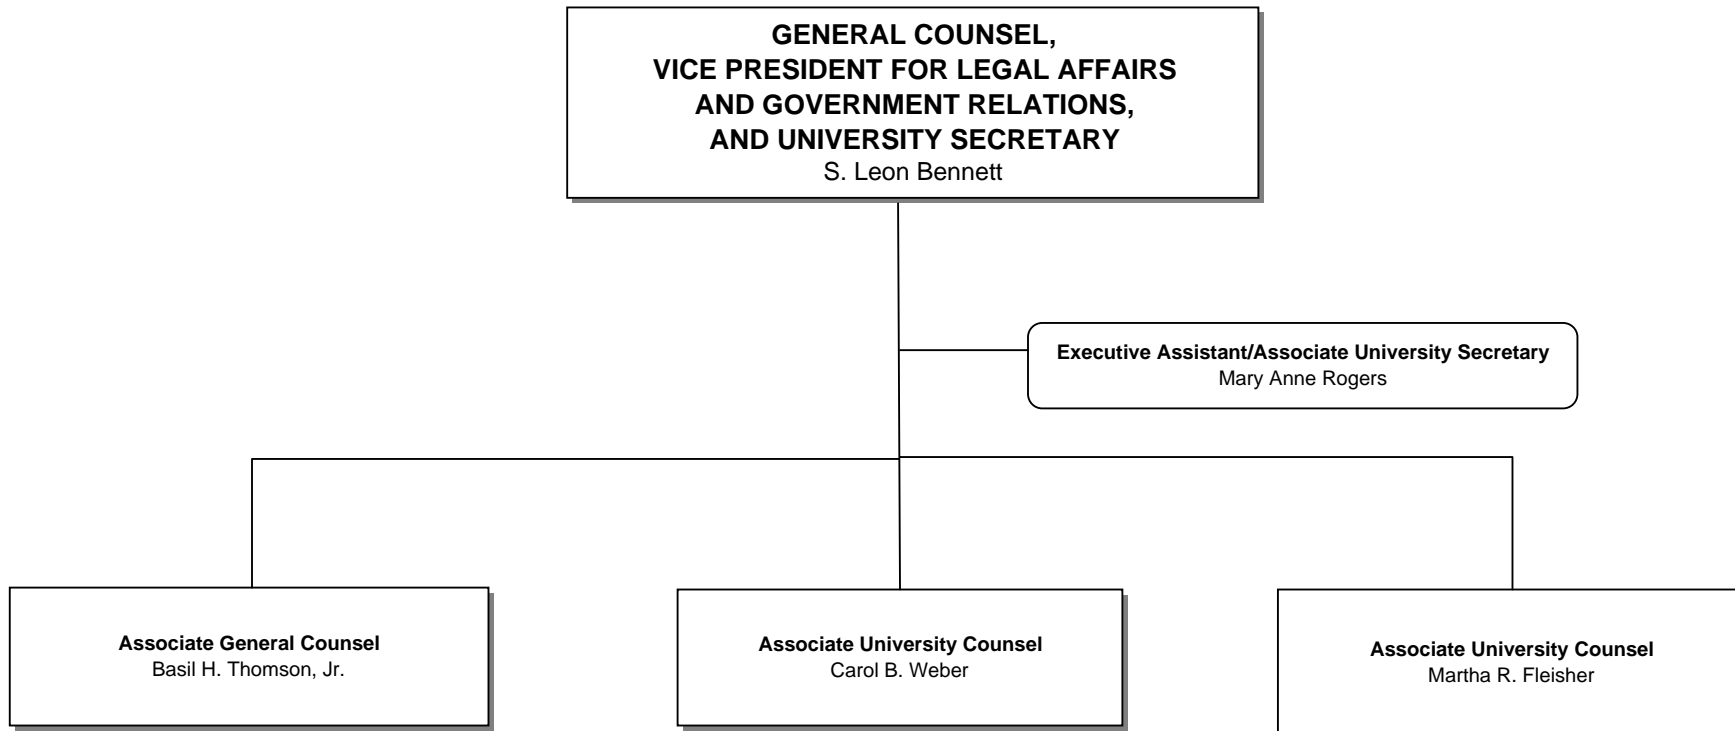 GENERAL COUNSEL,
VICE PRESIDENT FOR LEGAL AFFAIRS
AND GOVERNMENT RELATIONS,
AND UNIVERSITY SECRETARY
S. Leon Bennett
Executive Assistant/Associate University Secretary
Mary Anne Rogers
Associate General Counsel
Basil H. Thomson, Jr.
Associate University Counsel
Carol B. Weber
Associate University Counsel
Martha R. Fleisher